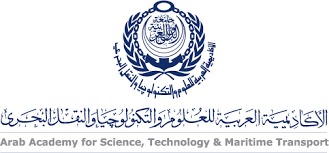 الأكاديمية العربية للعلوم والتكنولوجيا والنقل البحري
Arab Academy for Science, Technology & Maritime Transport